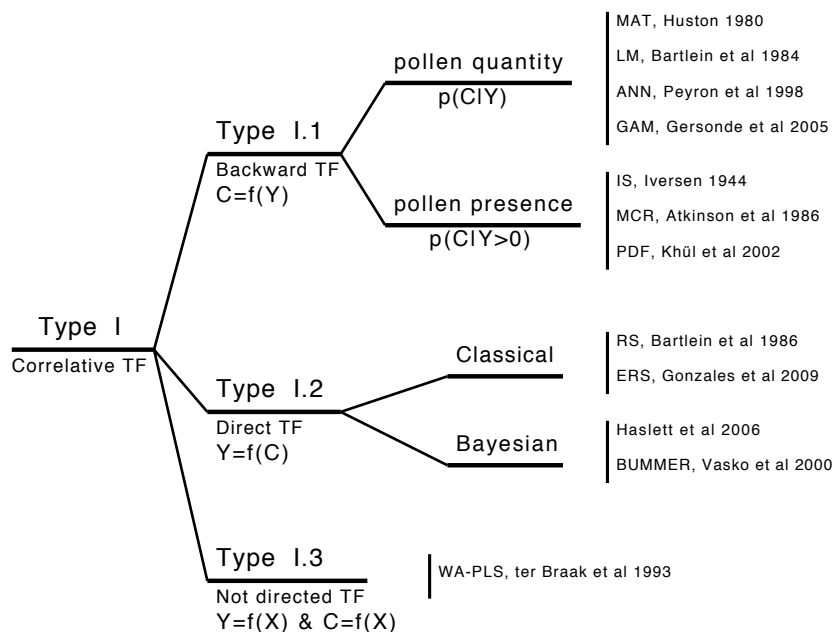 MAT, Huston 1980
LM, Bartlein et al 1984
ANN, Peyron et al 1998
GAM, Gersonde et al 2005
pollen quantity
p(C|Y)
Type I.1
Backward TF
C=f(Y)
pollen presence
p(C|Y>0)
IS, Iversen 1944
MCR, Atkinson et al 1986
PDF, Khül et al 2002
Type I
Correlative TF
Classical
RS, Bartlein et al 1986
ERS, Gonzales et al 2009
Type I.2
Direct TF
Y=f(C)
Bayesian
Haslett et al 2006
BUMMER, Vasko et al 2000
Type I.3
Not directed TF
Y=f(X) & C=f(X)
WA-PLS, ter Braak et al 1993